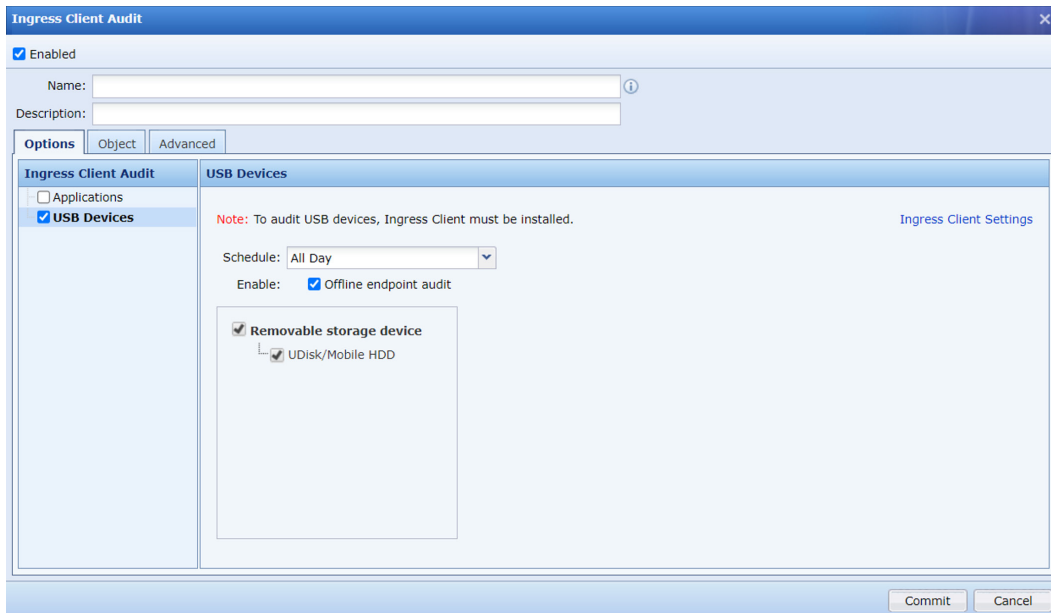 Ingress Client Audit
Enabled
Name:
Description:
Options Object Advanced
Ingress Client Audit
Applications
USB Devices
USB Devices
Note: To audit USB devices, Ingress Client must be installed. Ingress Client Settings
Schedule: All Day
Enable: Offline endpoint audit
Removable storage device
UDisk/Mobile HDD
Commit Cancel